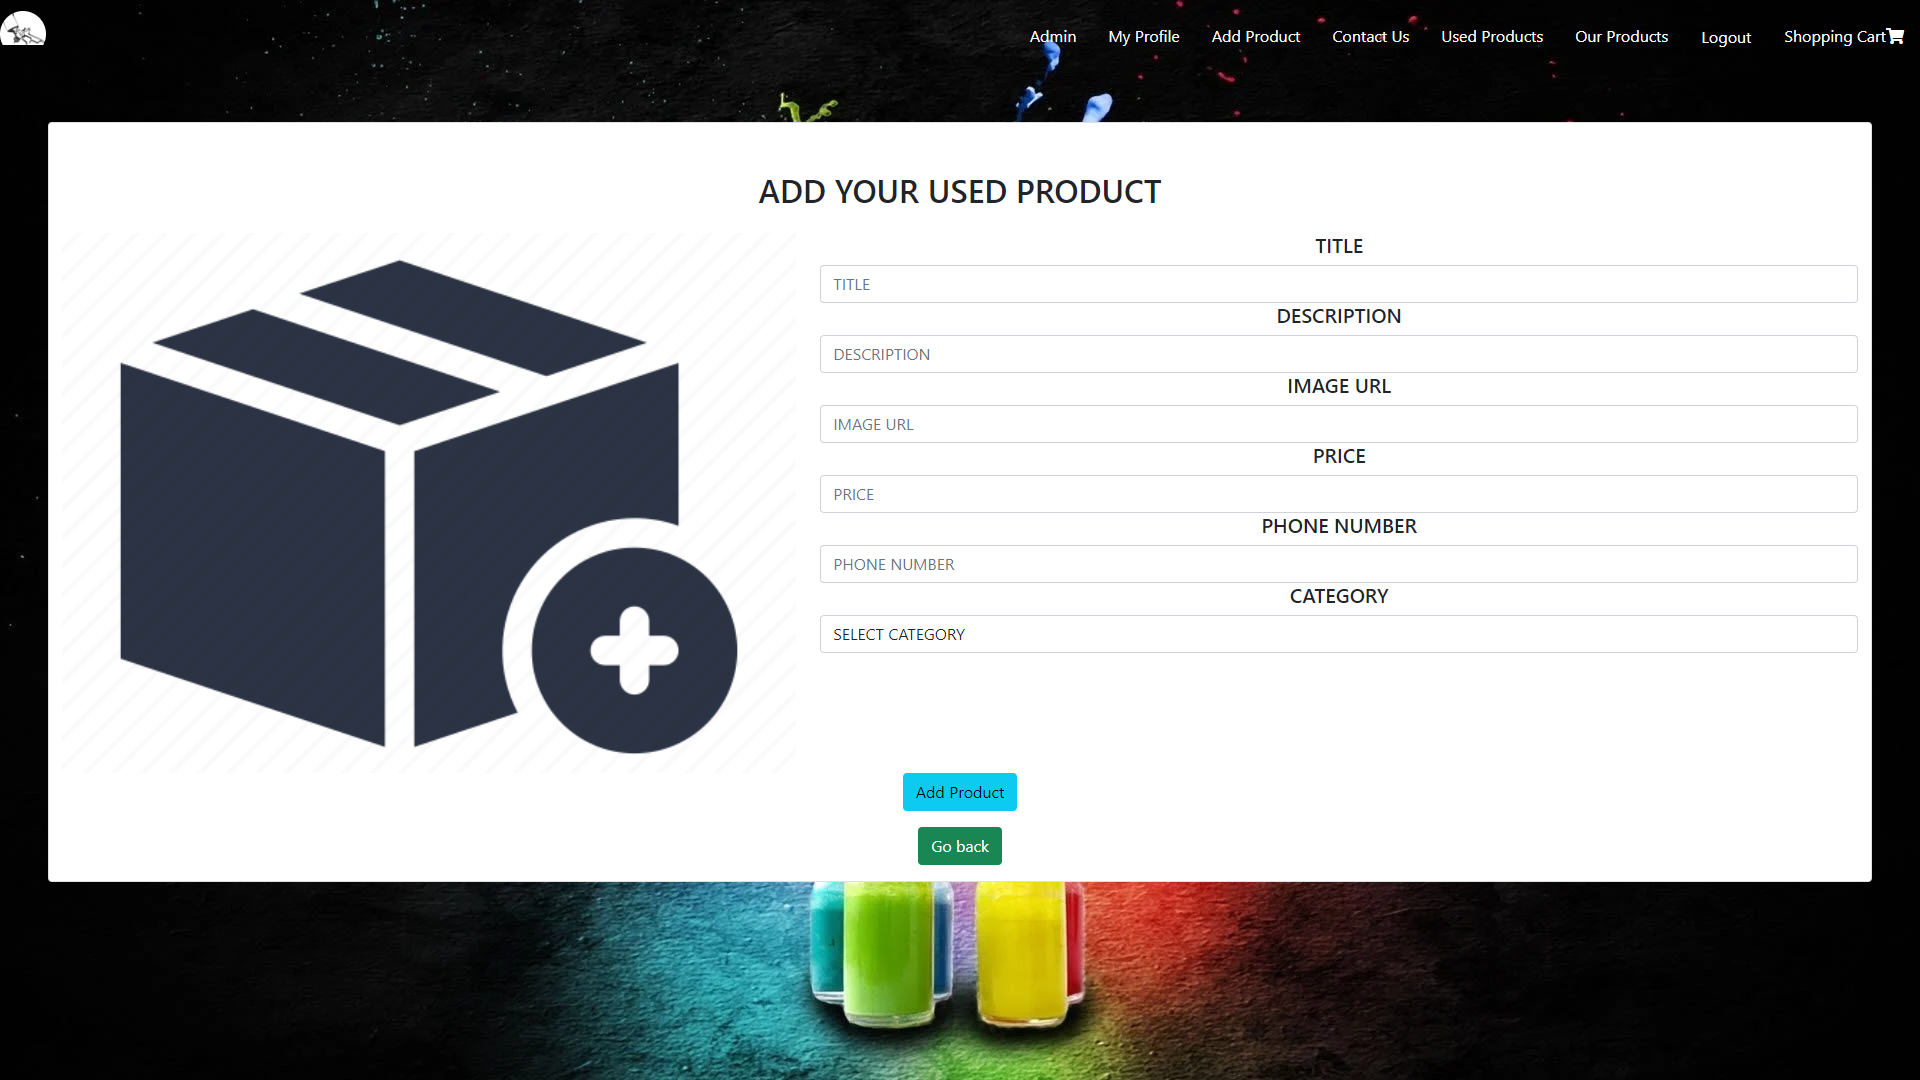 Admin My Profile Add Product Contact Us Used Products Our Products Logout Shopping Cart
ADD YOUR USED PRODUCT
TITLE
TITLE
DESCRIPTION
DESCRIPTION
IMAGE URL
IMAGE URL
PRICE
PRICE
PHONE NUMBER
PHONE NUMBER
CATEGORY
SELECT CATEGORY
Add Product
Go back